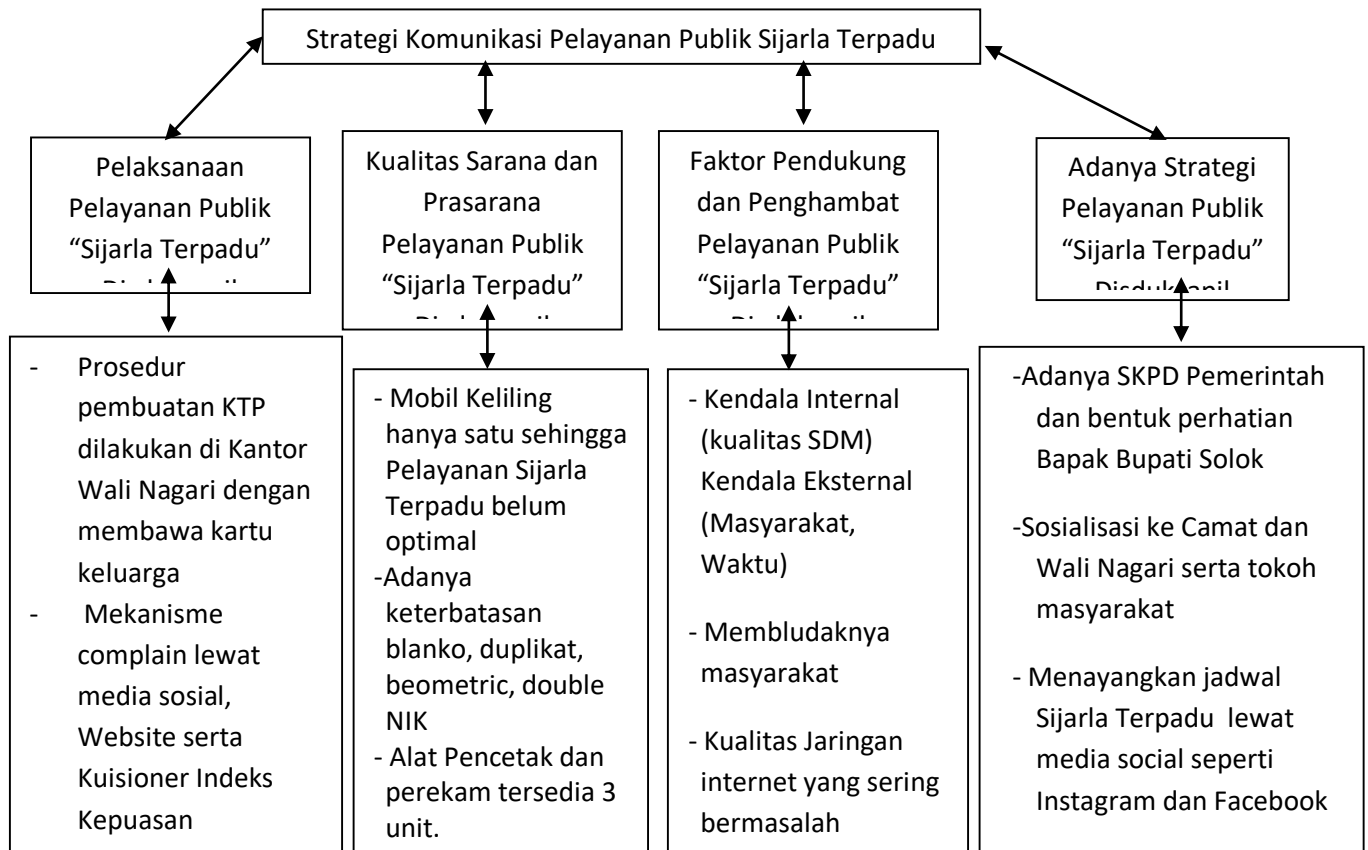 Strategi Komunikasi Pelayanan Publik Sijarla Terpadu
Pelaksanaan
Pelayanan Publik
“Sijarla Terpadu”
Kualitas Sarana dan
Prasarana
Pelayanan Publik
“Sijarla Terpadu”
Faktor Pendukung
dan Penghambat
Pelayanan Publik
“Sijarla Terpadu”
Adanya Strategi
Pelayanan Publik
“Sijarla Terpadu”
Disdukcapil
- Prosedur
pembuatan KTP
dilakukan di Kantor
Wali Nagari dengan
membawa kartu
keluarga
- Mekanisme
complain lewat
media sosial,
Website serta
Kuisioner Indeks
Kepuasan
- Mobil Keliling
hanya satu sehingga
Pelayanan Sijarla
Terpadu belum
optimal
-Adanya
keterbatasan
blanko, duplikat,
beometric, double
NIK
- Alat Pencetak dan
perekam tersedia 3
unit.
- Kendala Internal
(kualitas SDM)
Kendala Eksternal
(Masyarakat,
Waktu)
- Membludaknya
masyarakat
- Kualitas Jaringan
internet yang sering
bermasalah
-Adanya SKPD Pemerintah
dan bentuk perhatian
Bapak Bupati Solok
-Sosialisasi ke Camat dan
Wali Nagari serta tokoh
masyarakat
- Menayangkan jadwal
Sijarla Terpadu lewat
media social seperti
Instagram dan Facebook